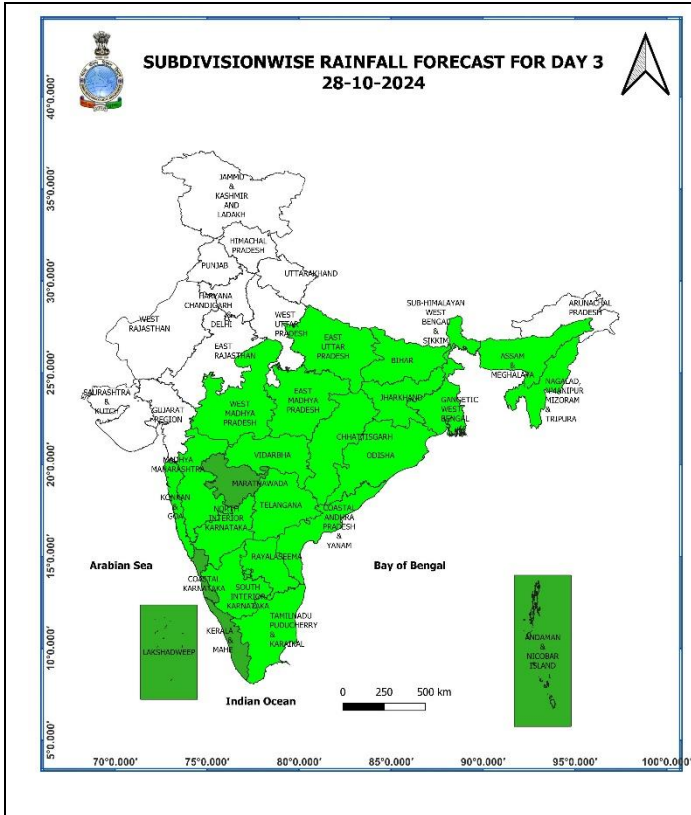 SUBDIVISIONWISE RAINFALL FORECAST FOR DAY 3
28-10-2024
40°0.000'
35°0.000'
30°0.000'
25°0.000'
20°0.000'
15°0.000'
10°0.000'
5°0.000'
JAMMU
&
KASHMIR
AND
LADAKH
HIMACHAL
PRADESH
PUNJAB
UTTARAKHAND
HARYANA
CHANDIGARH
&
DELHI
WEST
RAJASTHAN
EAST
RAJASTHAN
WEST
UTTAR
PRADESH
EAST
UTTAR
PRADESH
SUB-HIMALAYAN
WEST
BENGAL
&
SIKKIM
ARUNACHAL
PRADESH
BIHAR
ASSAM
&
MEGHALAYA
NAGALAD,
MANIPUR
MIZORAM
&
TRIPURA
SAURASHTRA
& KUTCH
GUJARAT
REGION
WEST
MADHYA
PRADESH
EAST
MADHYA
PRADESH
JHARKHAND
GANGETIC
WEST
BENGAL
CHHATTISGARH
ODISHA
VIDARBHA
MADHYA
MAHARASHTRA
MARATHAWADA
KONKAN
&
GOA
NORTH
INTERIOR
KARNATAKA
TELANGANA
COASTAL
ANDHRA
PRADESH
&
YANAM
RAYALASEEMA
Arabian Sea
Bay of Bengal
COASTAL
KARNATAKA
SOUTH
INTERIOR
KARNATAKA
TAMILNADU
PUDUCHERRY
&
KARAIKAL
KERALA
&
MAHE
LAKSHADWEEP
ANDAMAN
&
NICOBAR
ISLAND
Indian Ocean
0 250 500 km
70°0.000' 75°0.000' 80°0.000' 85°0.000' 90°0.000' 95°0.000' 100°0.000'